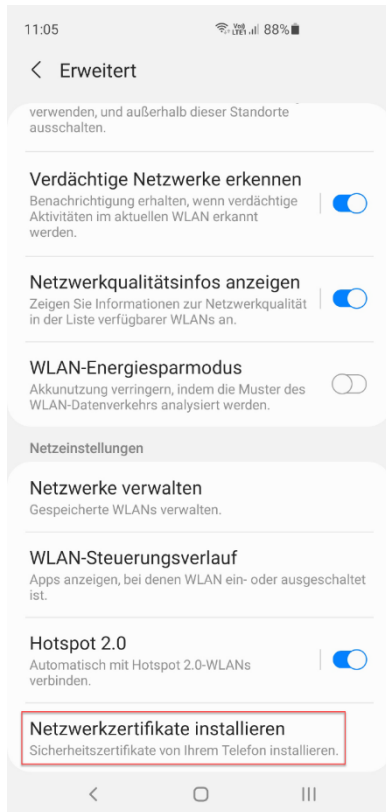 11:05
Vo) LTE1 88%
Erweitert
verwenden, und außerhalb dieser Standorte
ausschalten.
Verdächtige Netzwerke erkennen
Benachrichtigung erhalten, wenn verdächtige
Aktivitäten im aktuellen WLAN erkannt
werden.
Netzwerkqualitätsinfos anzeigen
Zeigen Sie Informationen zur Netzwerkqualität
in der Liste verfügbarer WLANs an.
WLAN-Energiesparmodus
Akkunutzung verringern, indem die Muster des
WLAN-Datenverkehrs analysiert werden.
Netzeinstellungen
Netzwerke verwalten
Gespeicherte WLANs verwalten.
WLAN-Steuerungsverlauf
Apps anzeigen, bei denen WLAN ein- oder ausgeschaltet
ist.
Hotspot 2.0
Automatisch mit Hotspot 2.0-WLANs
verbinden.
Netzwerkzertifikate installieren
Sicherheitszertifikate von Ihrem Telefon installieren.